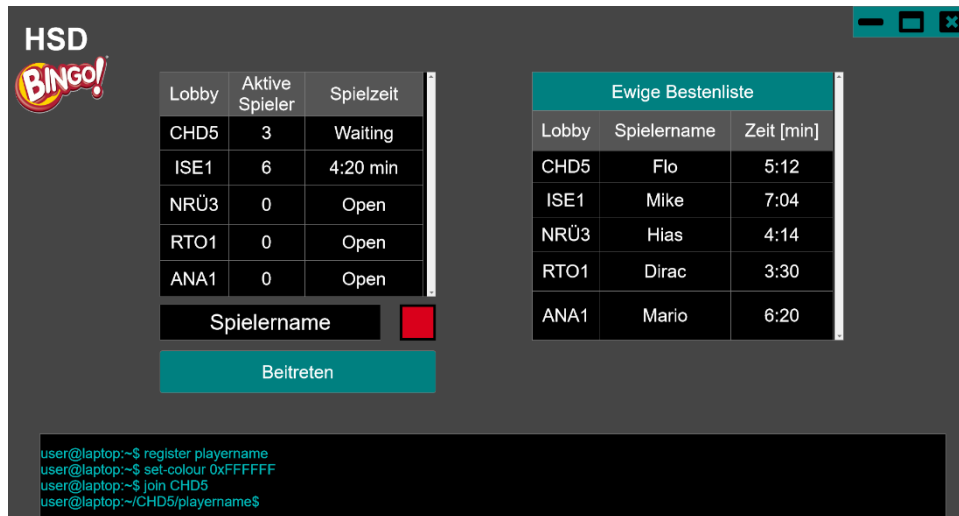 HSD
BINGO!
Lobby Aktive Spieler Spielzeit
CHD5 3 Waiting
ISE1 6 4:20 min
NRÜ3 0 Open
RTO1 0 Open
ANA1 0 Open
Spielername
Beitreten
Ewige Bestenliste
Lobby Spielername Zeit [min]
CHD5 Flo 5:12
ISE1 Mike 7:04
NRÜ3 Hias 4:14
RTO1 Dirac 3:30
ANA1 Mario 6:20
user@laptop:~$ register playername
user@laptop:~$ set-colour 0xFFFFFF
user@laptop:~$ join CHD5
user@laptop:~/CHD5/playername$